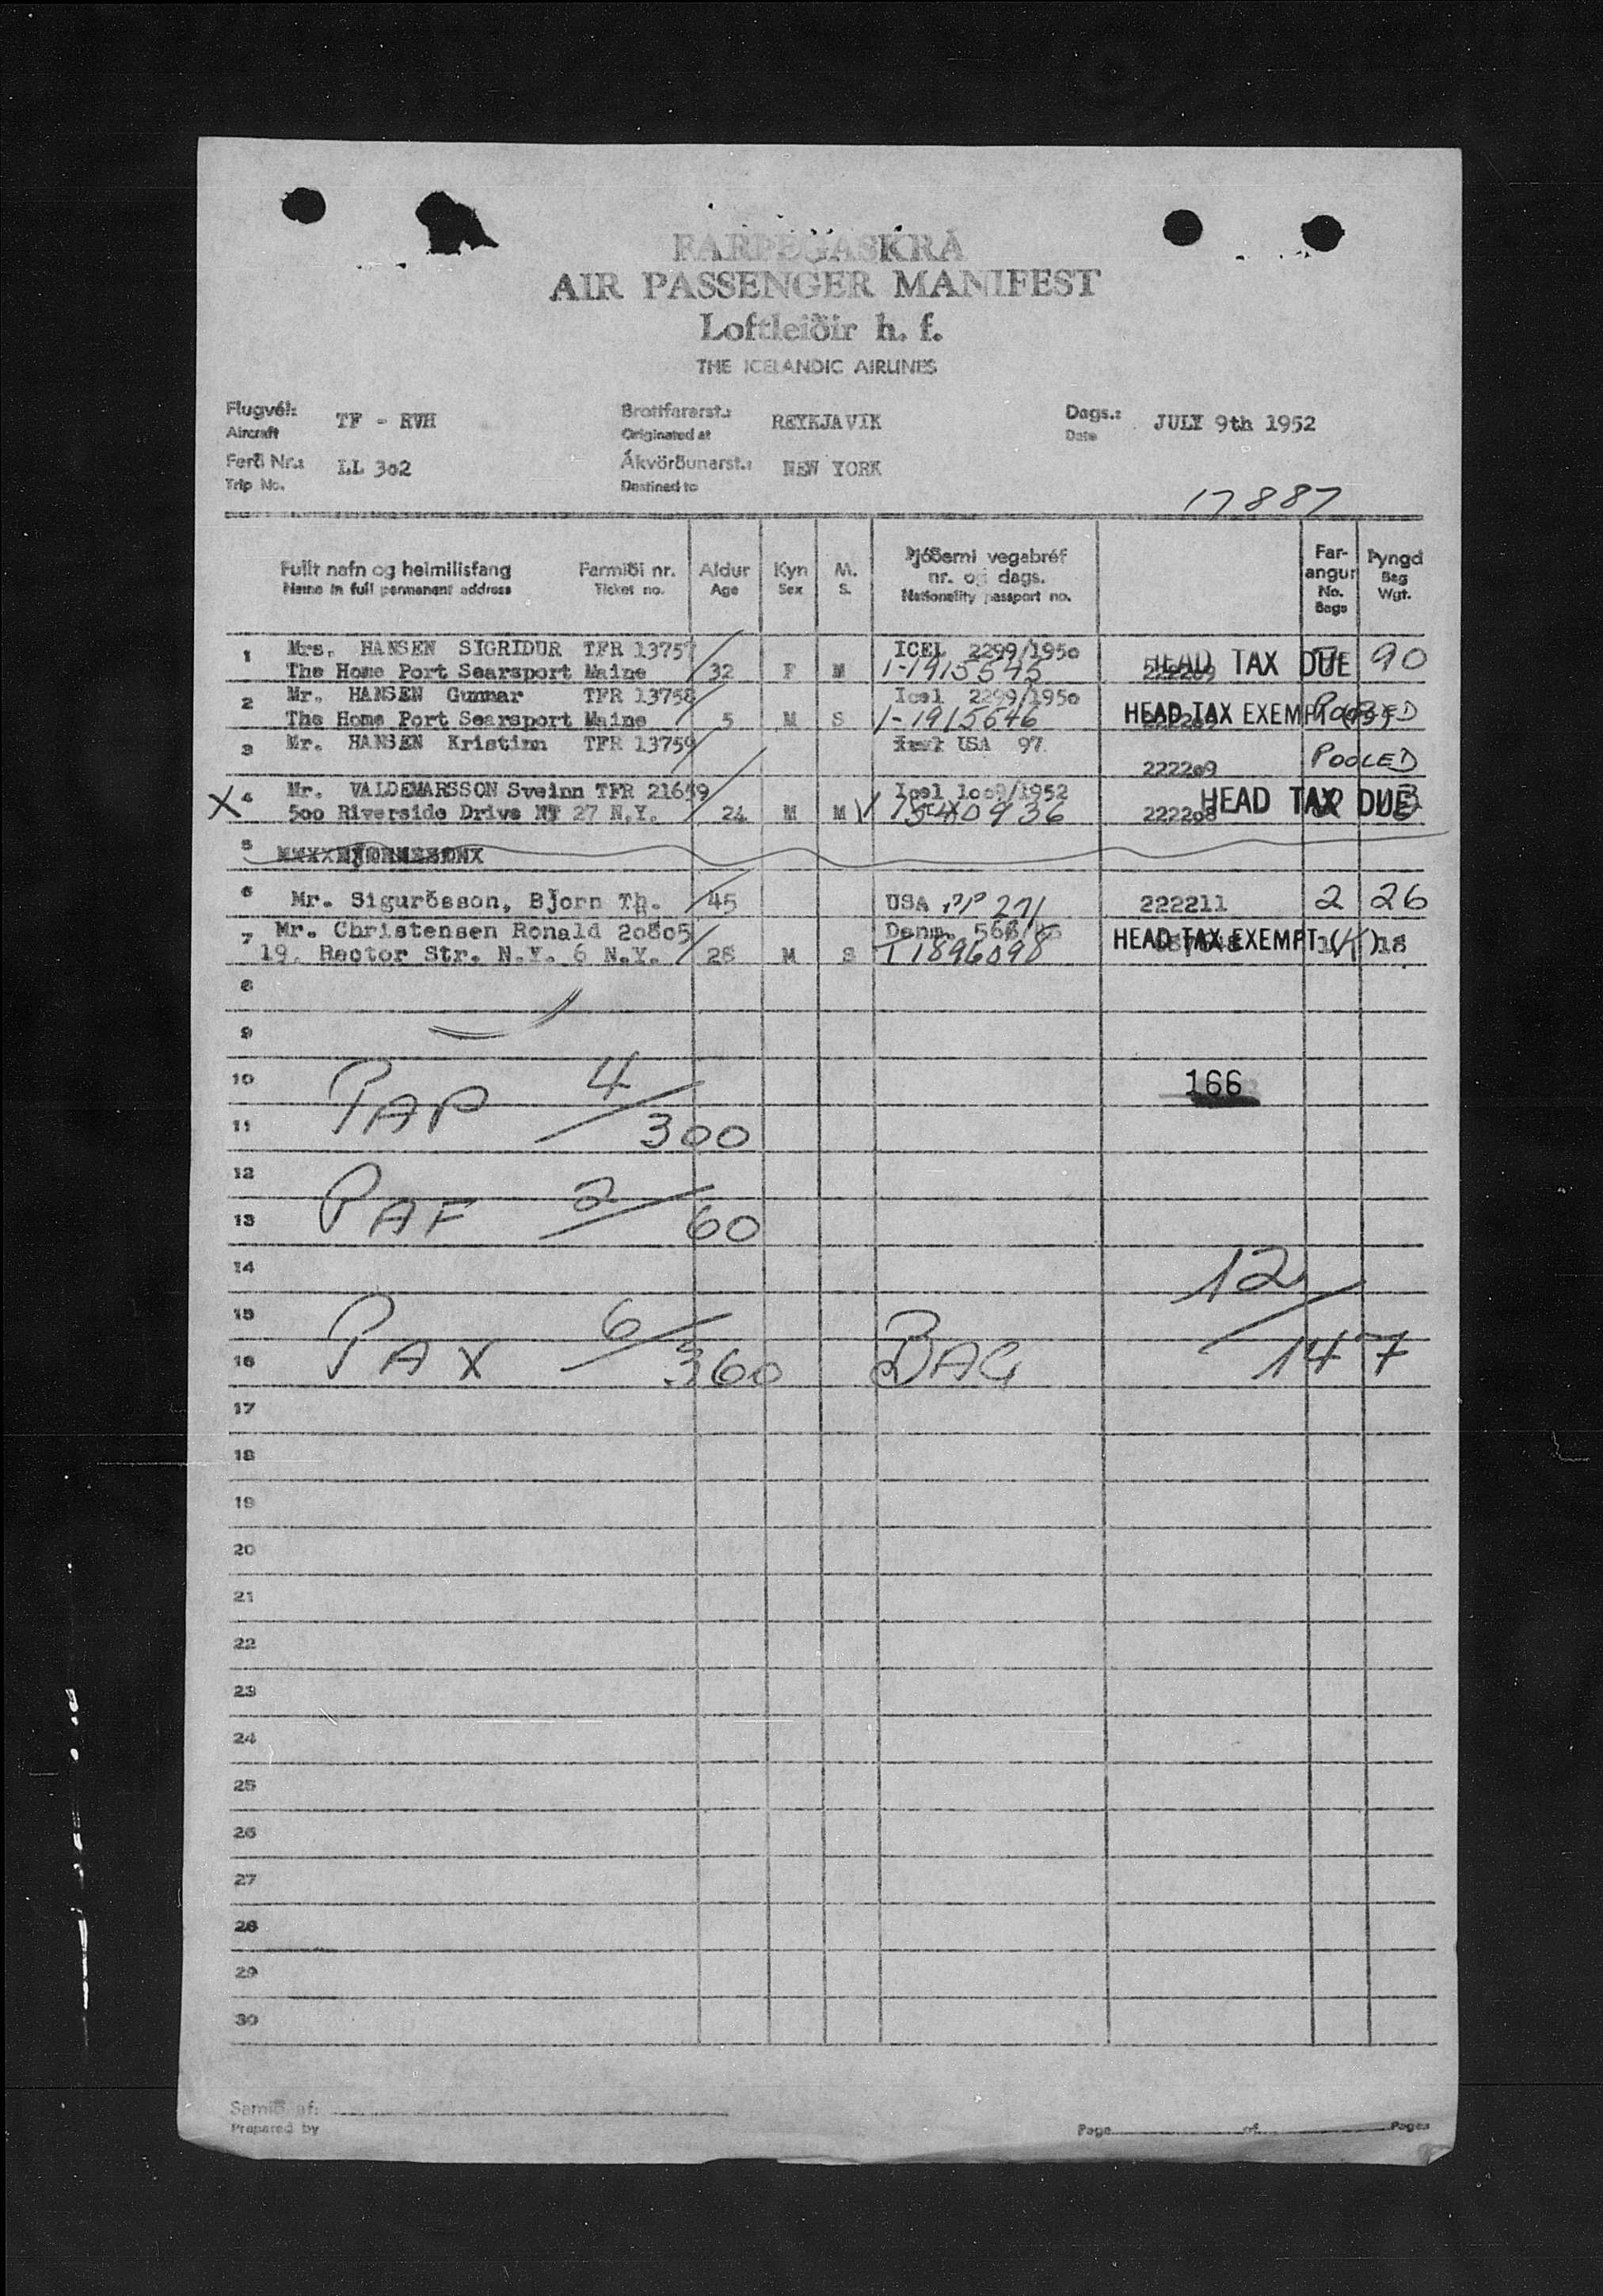 FARÞEGASKRÁ
AIR PASSENGER MANIFEST
Loftleiðir h. f.
THE ICELANDIC AIRLINES
Flugvél: TF - RVH Brottfararst.: REYKJAVIK Dags.: JULY 9th 1952
Aircraft Originated at Date
Ferð Nr.: LL 302 Ákvörðunarst.: NEW YORK
Trip No. Destined to
17887
Fullt nafn og heimilisfang Farmiði nr. Aldur Kyn M. Þjóðerni vegabréf nr. og dags. Far-angur Þyngd
Name in full permanent address Ticket no. Age Sex S. Nationality passport no. No. Bags Bag Wgt.
1 Mrs. HANSEN SIGRIDUR TFR 13757 ICEL 2299/1950 HEAD TAX DUE 90
The Home Port Searsport Maine 32 F M 222209
2 Mr. HANSEN Gunnar TFR 13758 Icel 2299/1950 HEAD TAX EXEMPT POOLED
The Home Port Searsport Maine 5 M S 1-1915646
3 Mr. HANSEN Kristinn TFR 13759 USA 97 222209 POOLED
X 4 Mr. VALDEMARSSON Sveinn TFR 21659 Icel 1009/1952 HEAD TAX DUE
500 Riverside Drive NY 27 N.Y. 24 M M 222208
5
6 Mr. Sigurðsson, Bjorn Th. 45 USA PP 271 222211 2 26
7 Mr. Christensen Ronald 20805 Denm. HEAD TAX EXEMPT ( ) 18
19. Rector Str. N.Y. 6 N.Y. 28 M S 1896098
8
9
10 PAP 4/300 166
11
12 PAF 2/60
13
14 12/147
15 PAX 6/360 BAG
16
17
18
19
20
21
22
23
24
25
26
27
28
29
30
Samið af:
Prepared by Page of Pages